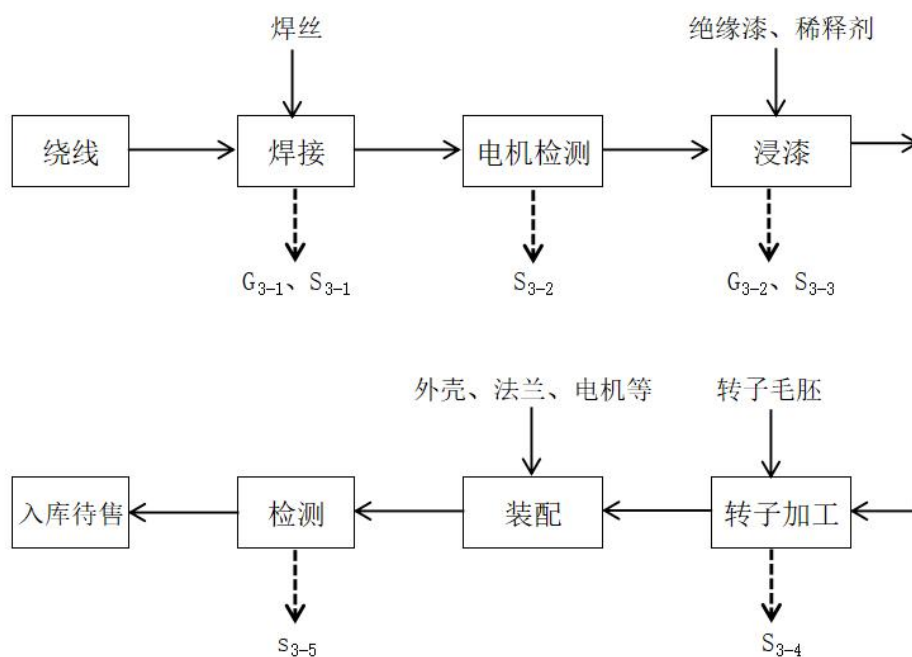 焊丝
绝缘漆、稀释剂
绕线
焊接
电机检测
浸漆
G3-1、S3-1
S3-2
G3-2、S3-3
外壳、法兰、电机等
转子毛胚
入库待售
检测
装配
转子加工
s3-5
S3-4